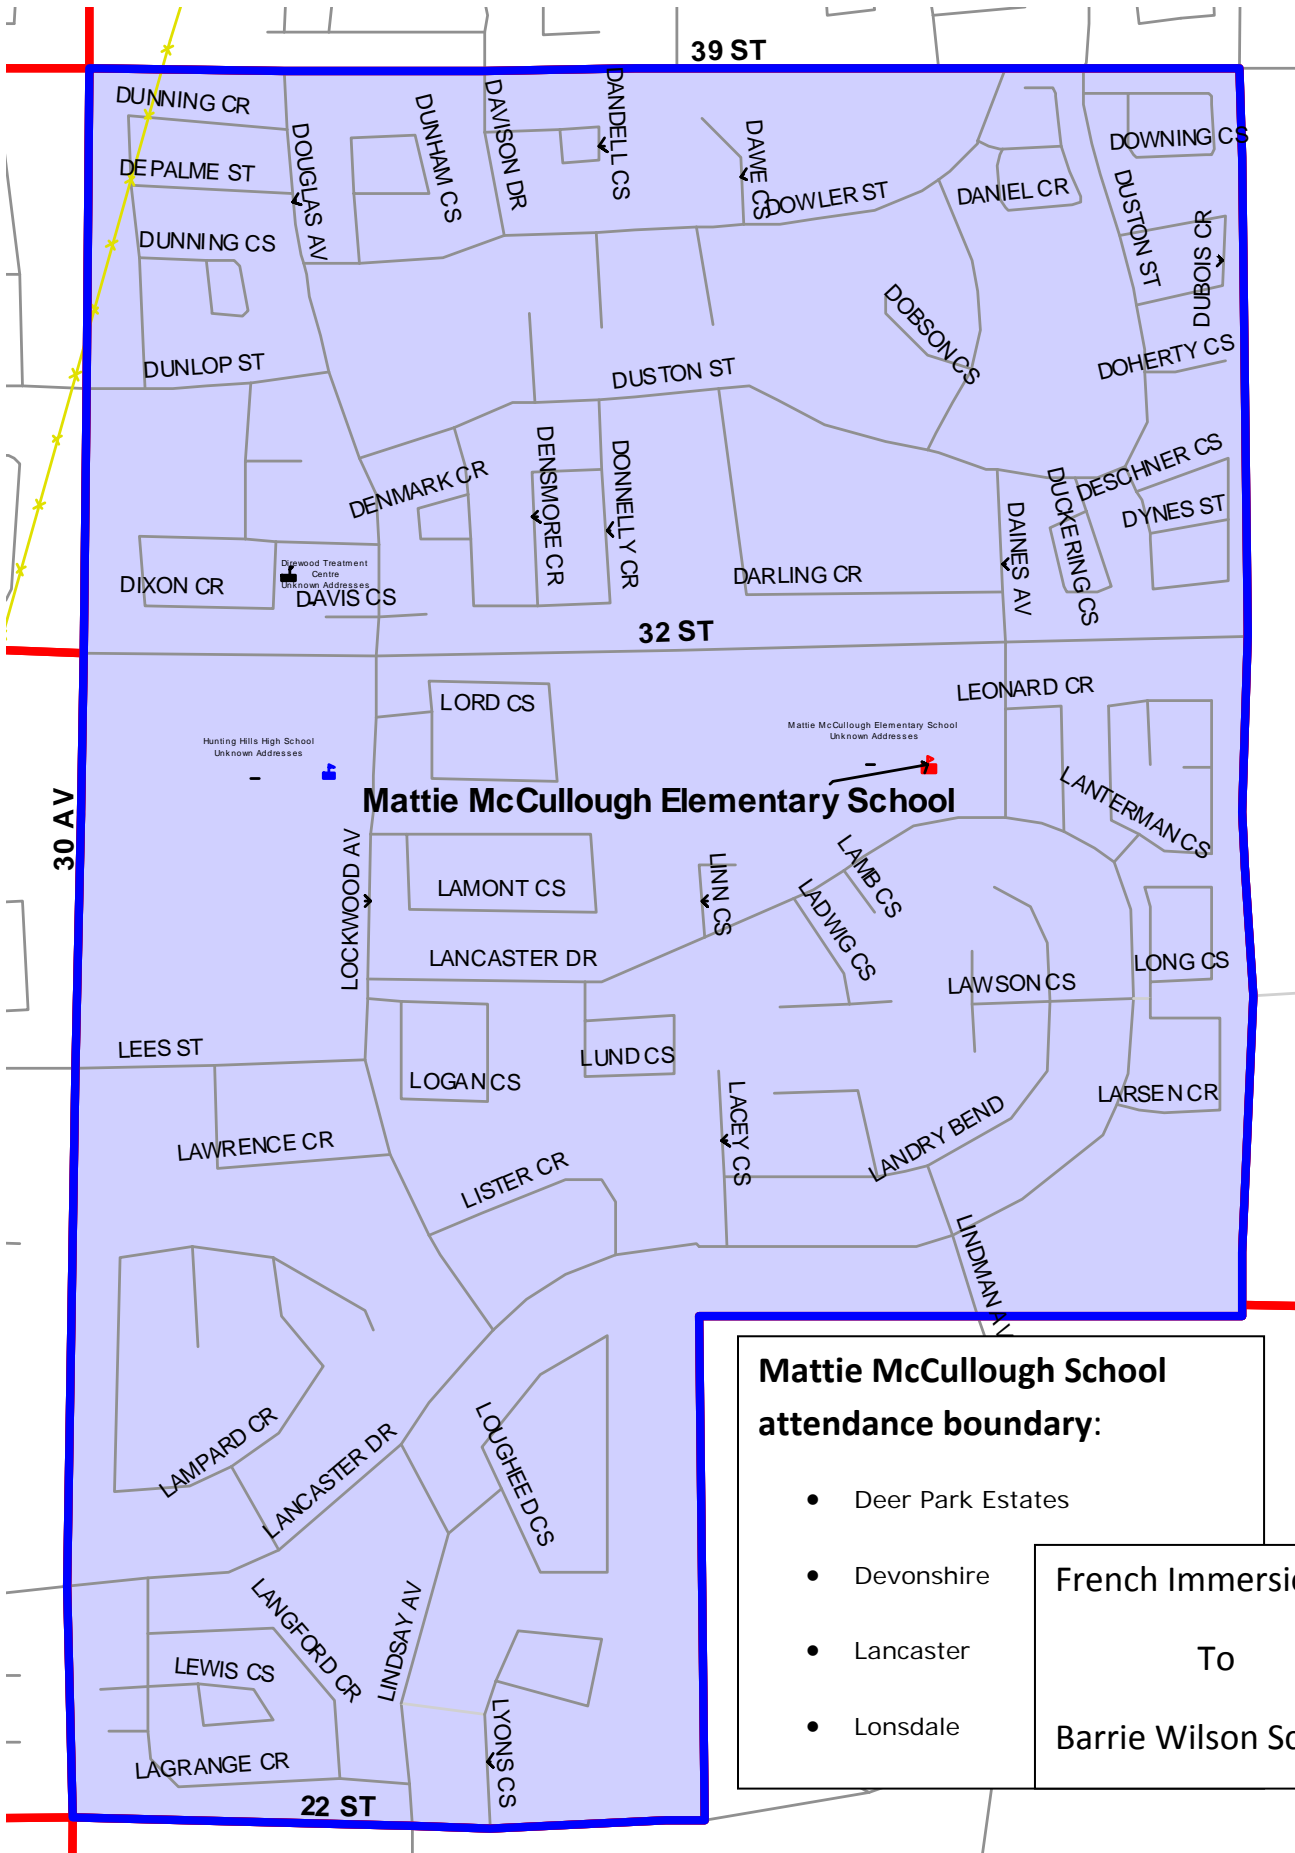 39 ST
DUNNING CR
DOUGLAS AV
DUNHAM CS
DAVISON DR
DANDELL CS
DAWE CS
DOWNING CS
DE PALME ST
DOWLER ST
DANIEL CR
DUSTON ST
DUBOIS CR
DUNNING CS
DOBSON CS
DUNLOP ST
DUSTON ST
DOHERTY CS
DENMARK CR
DENSMORE CR
DONNELLY CR
DESCHNER CS
DUCKERING CS
DYNES ST
DAINES AV
DIXON CR
Direwood Treatment
Centre
Unknown Addresses
DAVIS CS
DARLING CR
32 ST
LORD CS
LEONARD CR
Hunting Hills High School
Unknown Addresses
Mattie McCullough Elementary School
Unknown Addresses
Mattie McCullough Elementary School
LANTERMAN CS
30 AV
LOCKWOOD AV
LAMONT CS
LINN CS
LAMB CS
LADWIG CS
LANCASTER DR
LAWSON CS
LONG CS
LEES ST
LOGAN CS
LUND CS
LACEY CS
LARSEN CR
LANDRY BEND
LAWRENCE CR
LISTER CR
LINDMAN AV
LAMPARD CR
LANCASTER DR
LOUGHEED CS
LANGFORD CR
LINDSAY AV
LEWIS CS
LYONS CS
LAGRANGE CR
22 ST
Mattie McCullough School
attendance boundary:
• Deer Park Estates
• Devonshire
• Lancaster
• Lonsdale
French Immersi
To
Barrie Wilson Sc